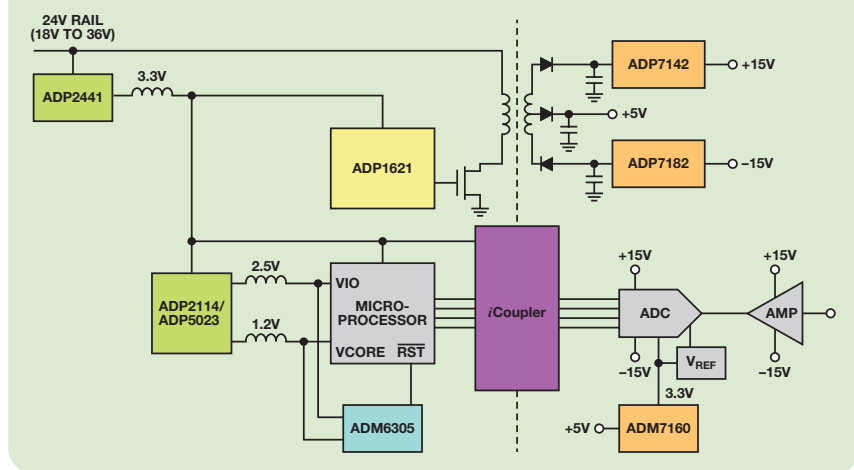 24V RAIL
(18V TO 36V)
ADP2441
3.3V
ADP1621
ADP7142
+15V
+5V
ADP7182
–15V
ADP2114/
ADP5023
2.5V
1.2V
VIO
MICRO-
PROCESSOR
VCORE RST
ADM6305
iCoupler
+15V
ADC
–15V
+15V
AMP
–15V
VREF
3.3V
+5V
ADM7160